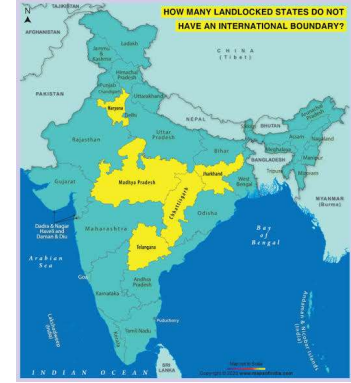 HOW MANY LANDLOCKED STATES DO NOT
HAVE AN INTERNATIONAL BOUNDARY?
N
TAJIKISTAN
AFGHANISTAN
Ladakh
Jammu
&
Kashmir
CHINA
(Tibet)
Himachal
Pradesh
PAKISTAN
Punjab
Chandigarh
Uttarakhand
Haryana
Delhi
NEPAL
Arunachal
Pradesh
BHUTAN
Rajasthan
Uttar
Pradesh
Assam
Nagaland
Bihar
Meghalaya
Manipur
BANGLADESH
Gujarat
Madhya Pradesh
Jharkhand
West
Bengal
Tripura
Mizoram
Chhattisgarh
MYANMAR
(Burma)
Dadra & Nagar
Haveli and
Daman & Diu
Maharashtra
Odisha
Telangana
Bay
of
Bengal
Arabian
Sea
Goa
Andhra
Pradesh
Karnataka
Andaman & Nicobar Islands
(India)
Lakshadweep
(India)
Puducherry
Kerala
Tamil Nadu
INDIAN OCEAN
SRI
LANKA